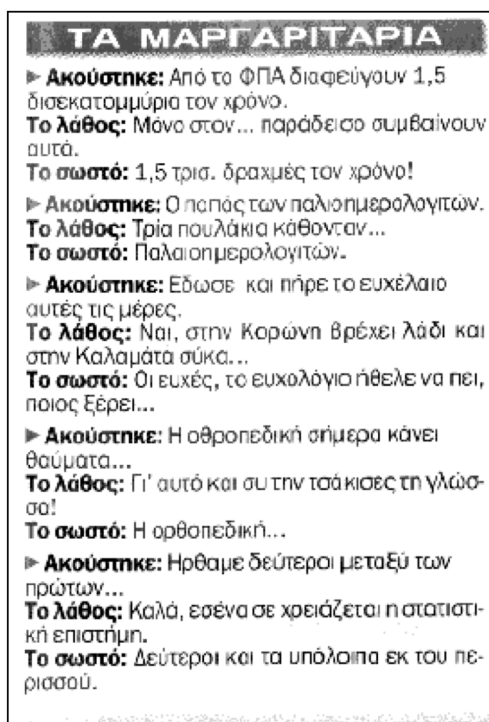 ΤΑ ΜΑΡΓΑΡΙΤΑΡΙΑ
▶ Ακούστηκε: Από το ΦΠΑ διαφεύγουν 1,5
δισεκατομμύρια τον χρόνο.
Το λάθος: Μόνο στον... παράδεισο συμβαίνουν
αυτά.
Το σωστό: 1,5 τρισ. δραχμές τον χρόνο!
▶ Ακούστηκε: Ο παπάς των παλιοημερολογιτών.
Το λάθος: Τρία πουλάκια κάθονταν...
Το σωστό: Παλαιοημερολογιτών.
▶ Ακούστηκε: Εδωσε και πήρε το ευχέλαιο
αυτές τις μέρες.
Το λάθος: Ναι, στην Κορώνη βρέχει λάδι και
στην Καλαμάτα σύκα...
Το σωστό: Οι ευχές, το ευχολόγιο ήθελε να πει,
ποιος ξέρει...
▶ Ακούστηκε: Η οθροπεδική σήμερα κάνει
θαύματα...
Το λάθος: Γι' αυτό και συ την τσάκισες τη γλώσ-
σα!
Το σωστό: Η ορθοπεδική...
▶ Ακούστηκε: Ηρθαμε δεύτεροι μεταξύ των
πρώτων...
Το λάθος: Καλά, εσένα σε χρειάζεται η στατιστι-
κή επιστήμη.
Το σωστό: Δεύτεροι και τα υπόλοιπα εκ του πε-
ρισσού.